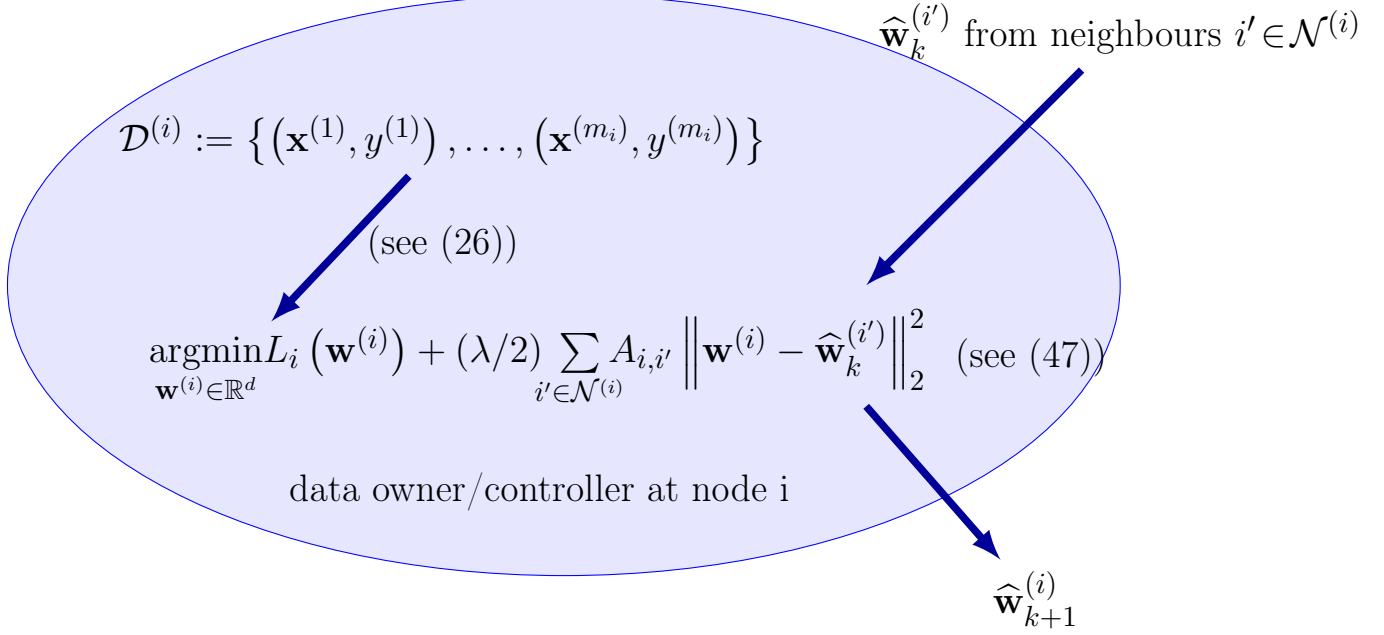 ŵ_k^{(i′)} from neighbours i′ ∈ 𝒩^{(i)}
𝒟^{(i)} := {(𝐱^{(1)}, y^{(1)}), …, (𝐱^{(m_i)}, y^{(m_i)})}
(see (26))
argmin_{𝐰^{(i)}∈ℝ^d} L_i(𝐰^{(i)}) + (λ/2) ∑_{i′∈𝒩^{(i)}} A_{i,i′} ‖𝐰^{(i)} − ŵ_k^{(i′)}‖_2^2 (see (47))
data owner/controller at node i
ŵ_{k+1}^{(i)}